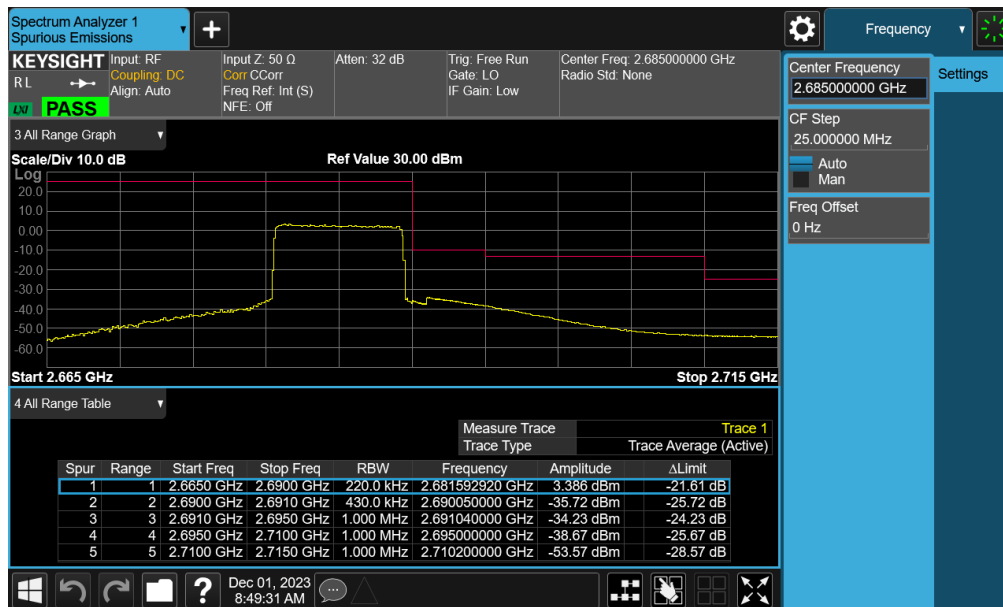 Spectrum Analyzer 1
Spurious Emissions
Frequency
KEYSIGHT
R L
LXI
PASS
Input: RF
Coupling: DC
Align: Auto
Input Z: 50 Ω
Corr CCorr
Freq Ref: Int (S)
NFE: Off
Atten: 32 dB
Trig: Free Run
Gate: LO
IF Gain: Low
Center Freq: 2.685000000 GHz
Radio Std: None
Center Frequency
2.685000000 GHz
Settings
CF Step
25.000000 MHz
Auto
Man
Freq Offset
0 Hz
3 All Range Graph
Scale/Div 10.0 dB
Ref Value 30.00 dBm
Log
20.0
10.0
0.00
-10.0
-20.0
-30.0
-40.0
-50.0
-60.0
Start 2.665 GHz
Stop 2.715 GHz
4 All Range Table
Measure Trace Trace 1
Trace Type Trace Average (Active)
Spur Range Start Freq Stop Freq RBW Frequency Amplitude ΔLimit
1 1 2.6650 GHz 2.6900 GHz 220.0 kHz 2.681592920 GHz 3.386 dBm -21.61 dB
2 2 2.6900 GHz 2.6910 GHz 430.0 kHz 2.690050000 GHz -35.72 dBm -25.72 dB
3 3 2.6910 GHz 2.6950 GHz 1.000 MHz 2.691040000 GHz -34.23 dBm -24.23 dB
4 4 2.6950 GHz 2.7100 GHz 1.000 MHz 2.695000000 GHz -38.67 dBm -25.67 dB
5 5 2.7100 GHz 2.7150 GHz 1.000 MHz 2.710200000 GHz -53.57 dBm -28.57 dB
?
Dec 01, 2023
8:49:31 AM